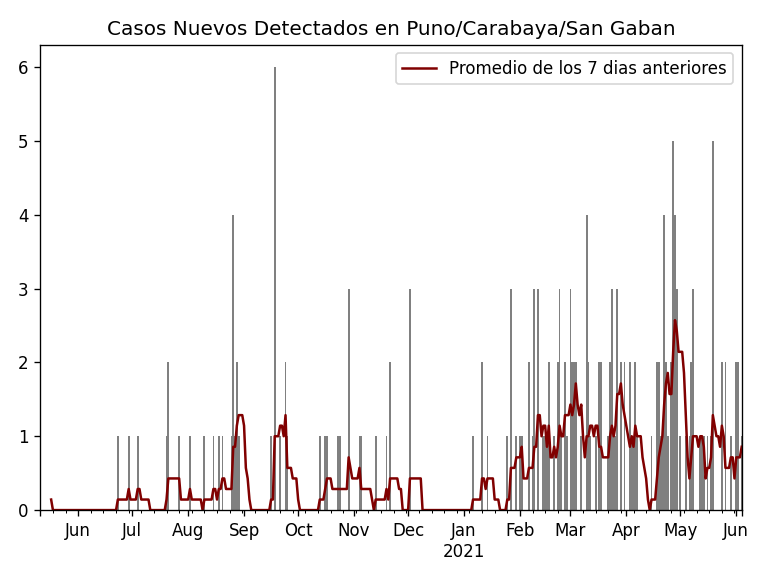 Casos Nuevos Detectados en Puno/Carabaya/San Gaban
Promedio de los 7 dias anteriores
6
5
4
3
2
1
0
Jun Jul Aug Sep Oct Nov Dec Jan Feb Mar Apr May Jun
2021